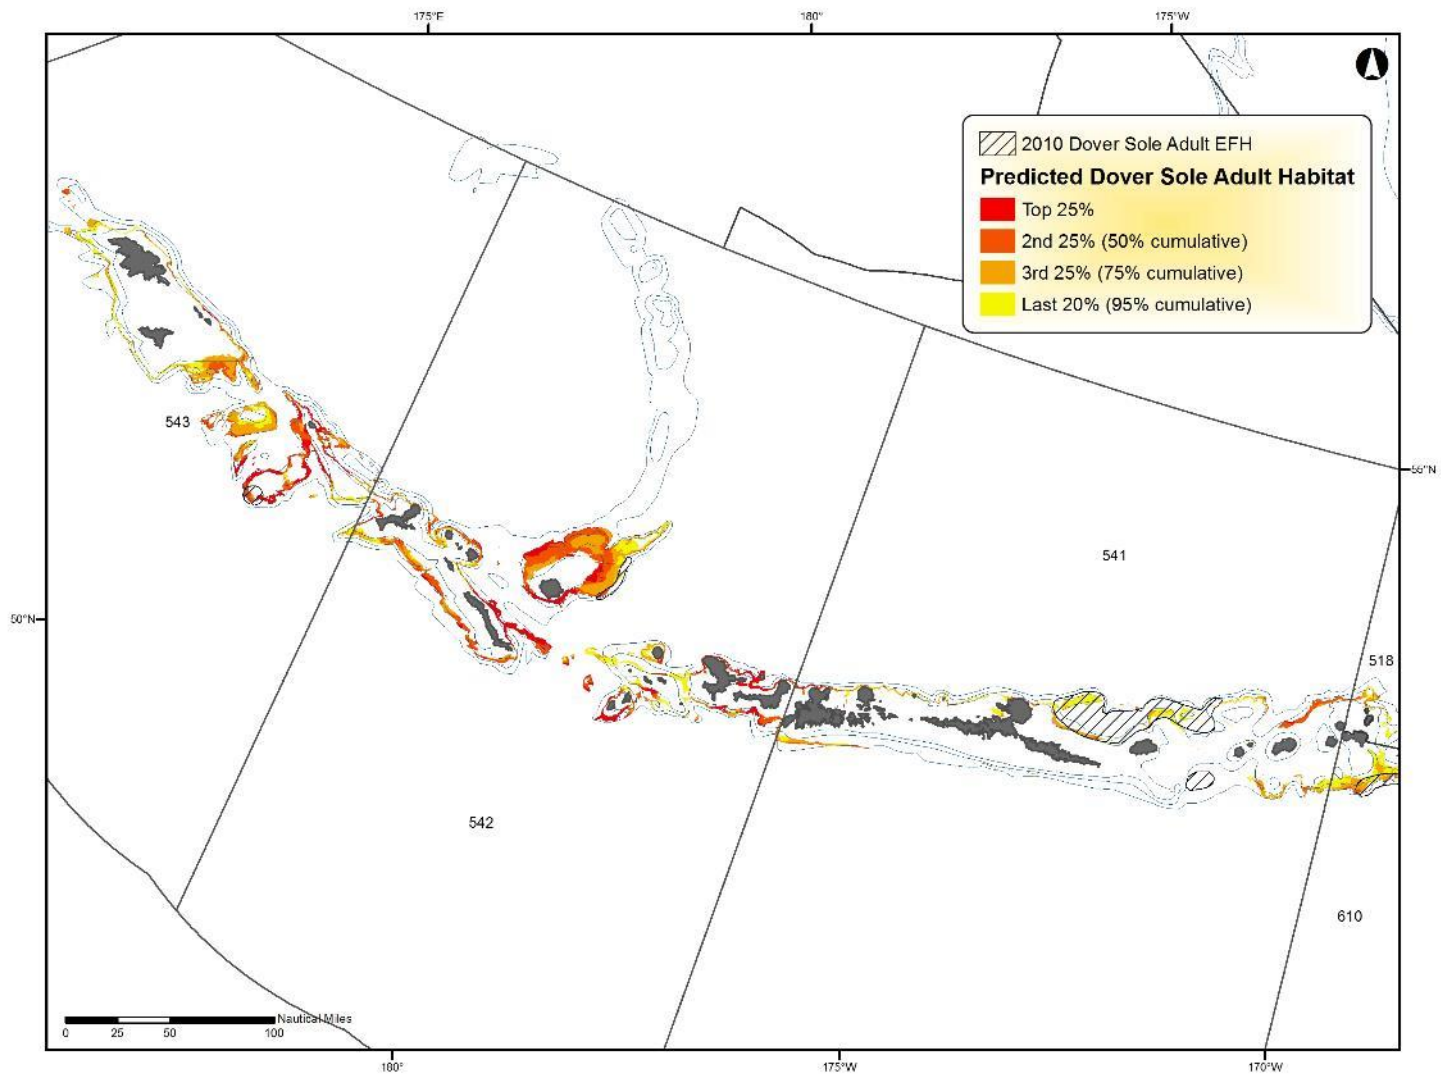 175°E
180°
175°W
2010 Dover Sole Adult EFH
Predicted Dover Sole Adult Habitat
Top 25%
2nd 25% (50% cumulative)
3rd 25% (75% cumulative)
Last 20% (95% cumulative)
543
55°N
541
50°N
518
542
610
Nautical Miles
0 25 50 100
180°
175°W
170°W